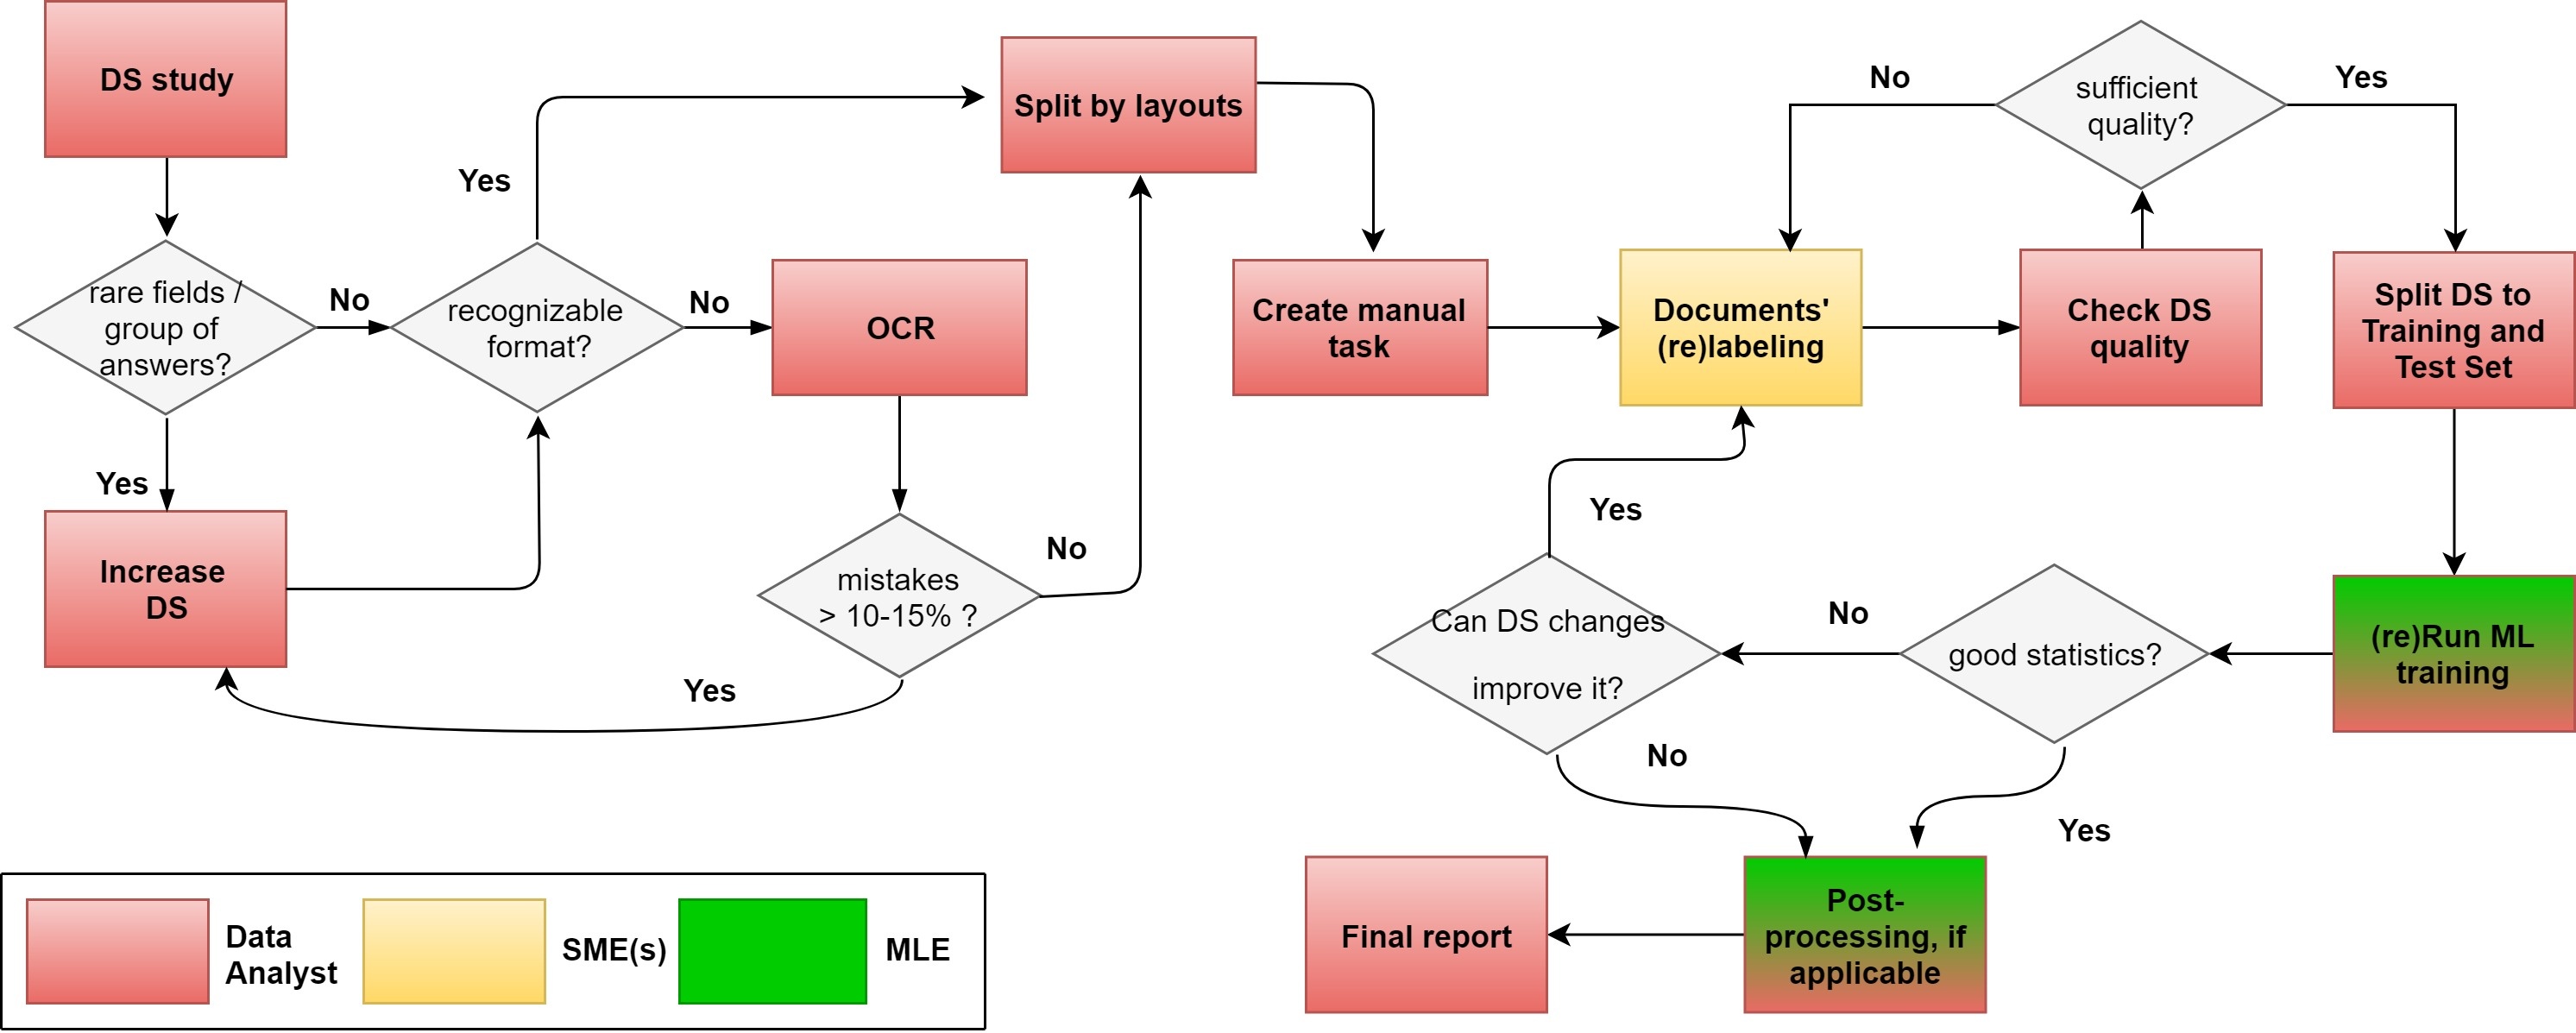 DS study
rare fields /
group of
answers?
No
Yes
Increase
DS
recognizable
format?
Yes
No
OCR
mistakes
> 10-15% ?
Yes
No
Split by layouts
Create manual
task
Documents'
(re)labeling
Check DS
quality
sufficient
quality?
No
Yes
Split DS to
Training and
Test Set
(re)Run ML
training
good statistics?
No
Yes
Can DS changes
improve it?
Yes
No
Post-
processing, if
applicable
Final report
Data
Analyst
SME(s)
MLE